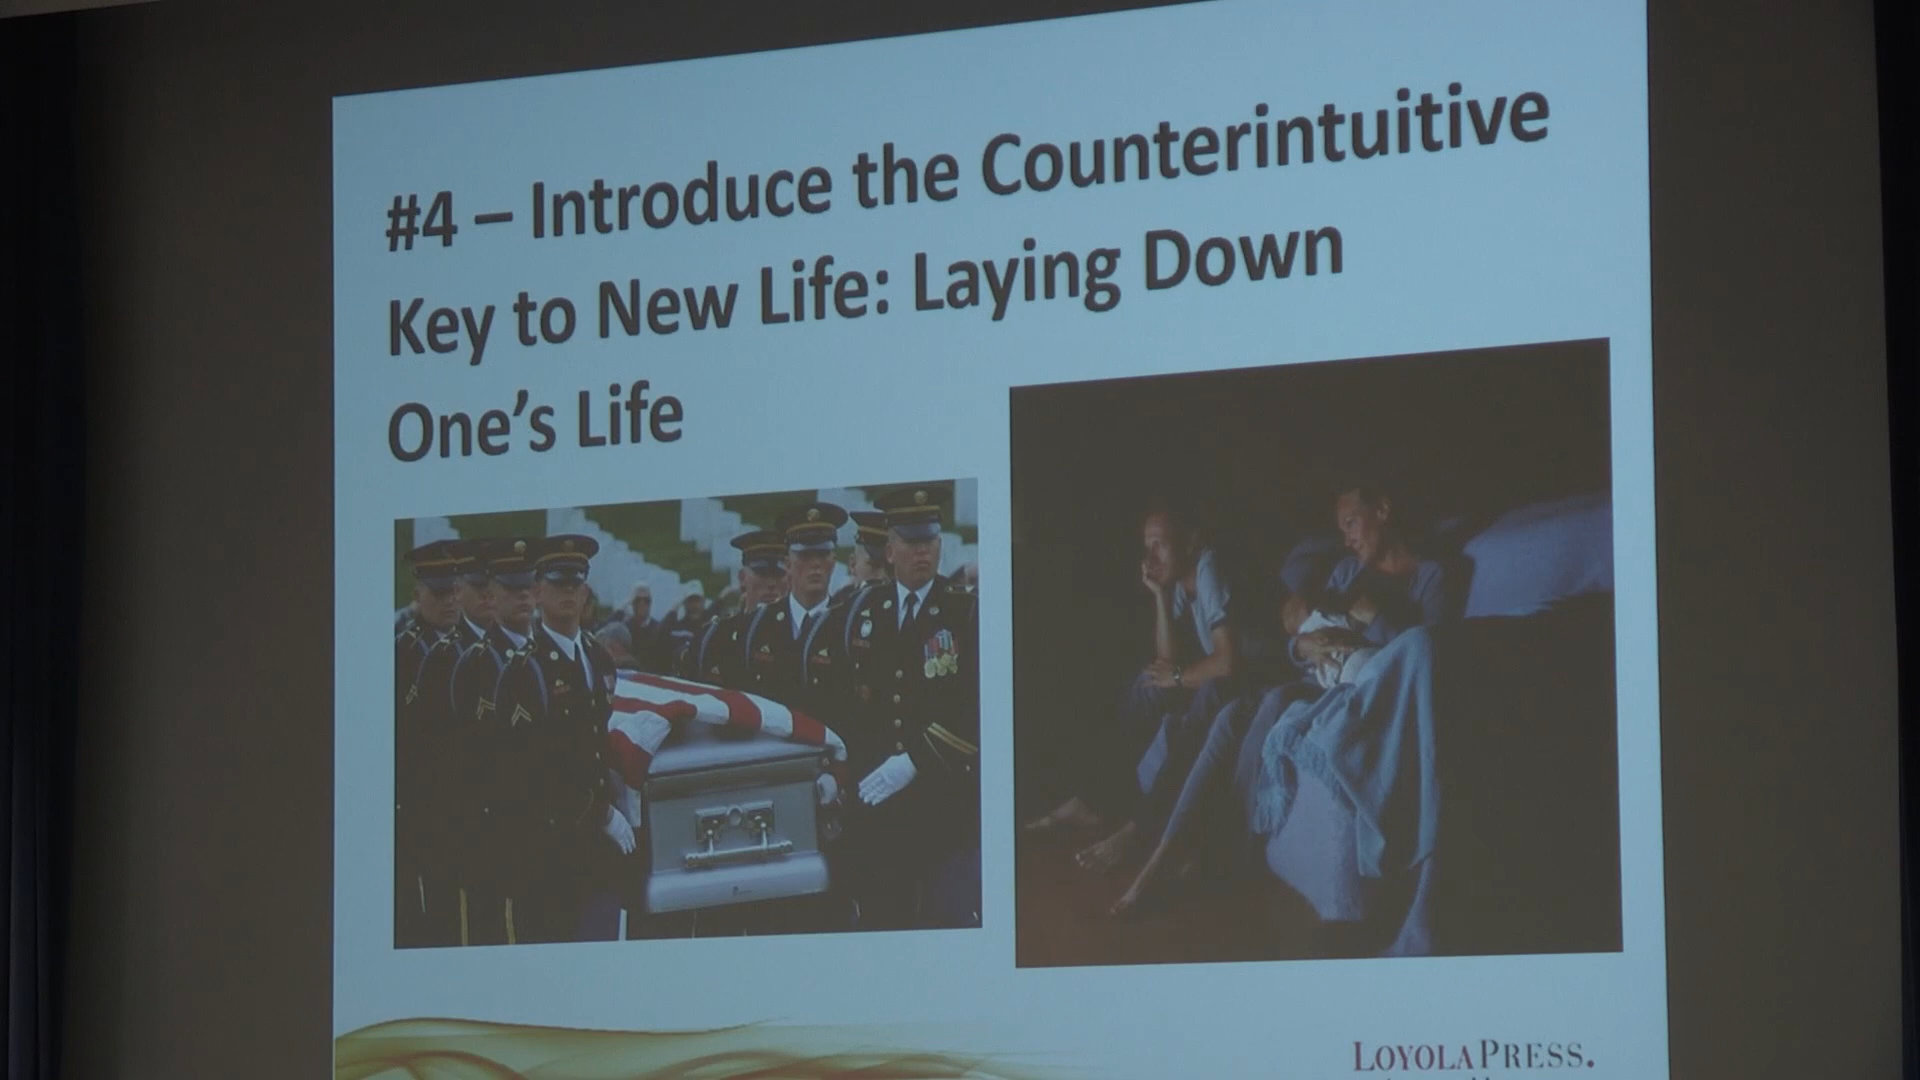 #4 – Introduce the Counterintuitive
Key to New Life: Laying Down
One’s Life
LOYOLAPRESS.